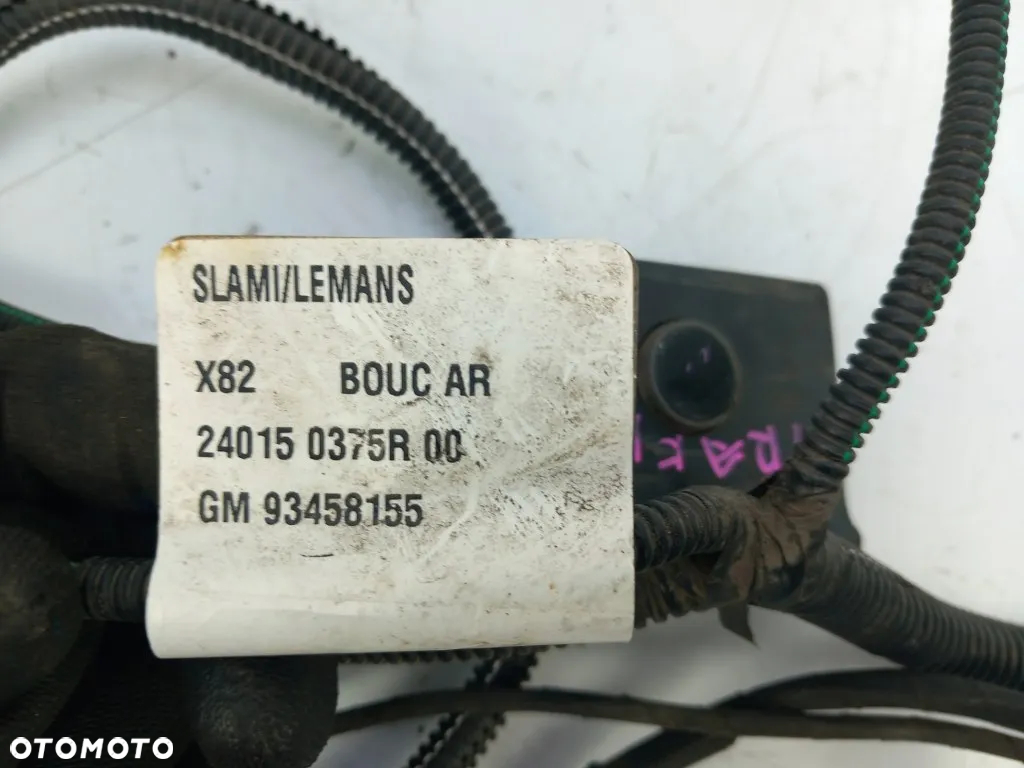 SLAMI/LEMANS
X82 BOUC AR
24015 0375R 00
GM 93458155
OTOMOTO